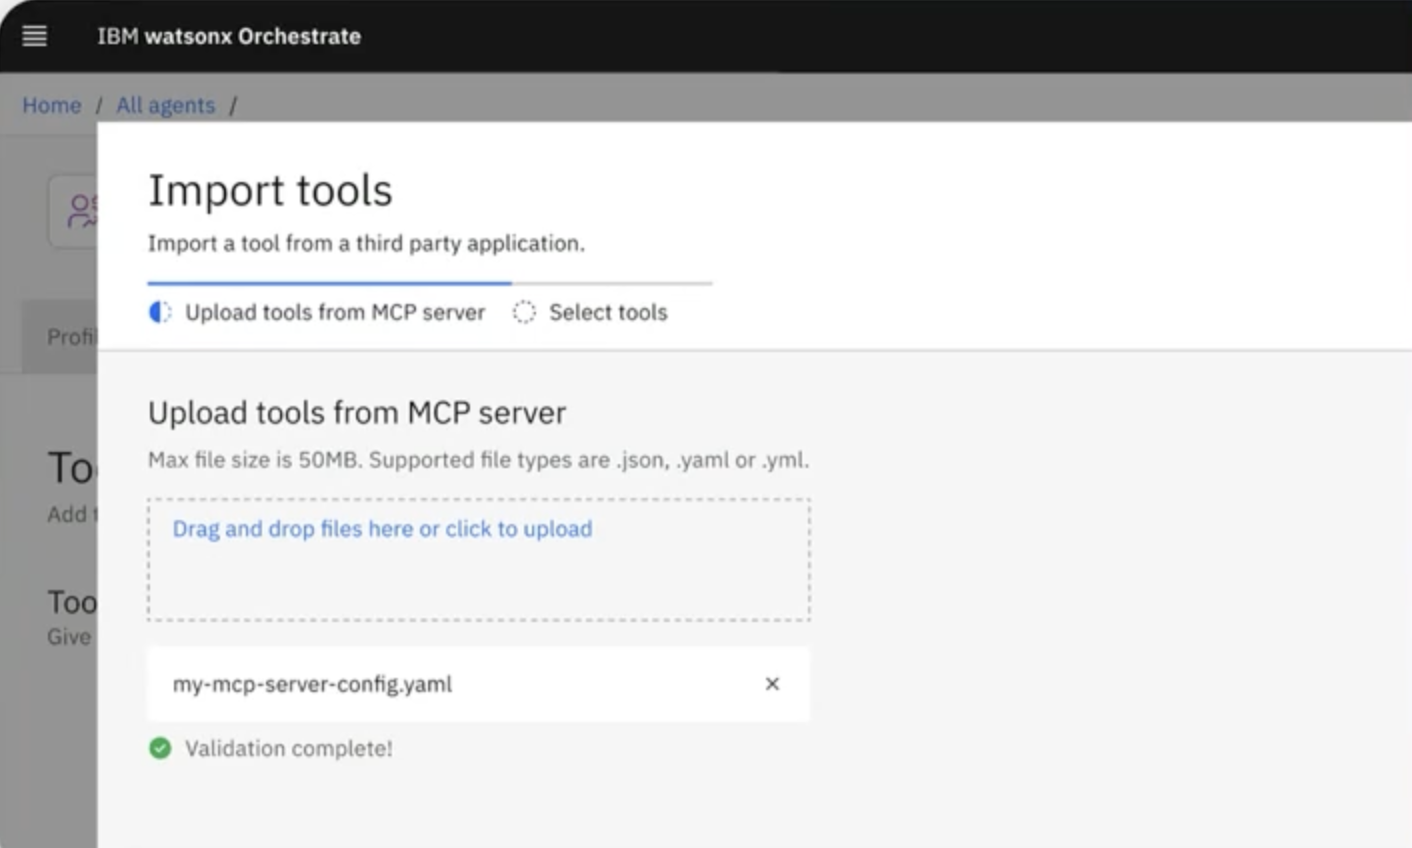 IBM watsonx Orchestrate
Home / All agents /
Import tools
Import a tool from a third party application.
Upload tools from MCP server Select tools
Profi
Upload tools from MCP server
Max file size is 50MB. Supported file types are .json, .yaml or .yml.
To
Add
Drag and drop files here or click to upload
Too
Give
my-mcp-server-config.yaml ×
Validation complete!